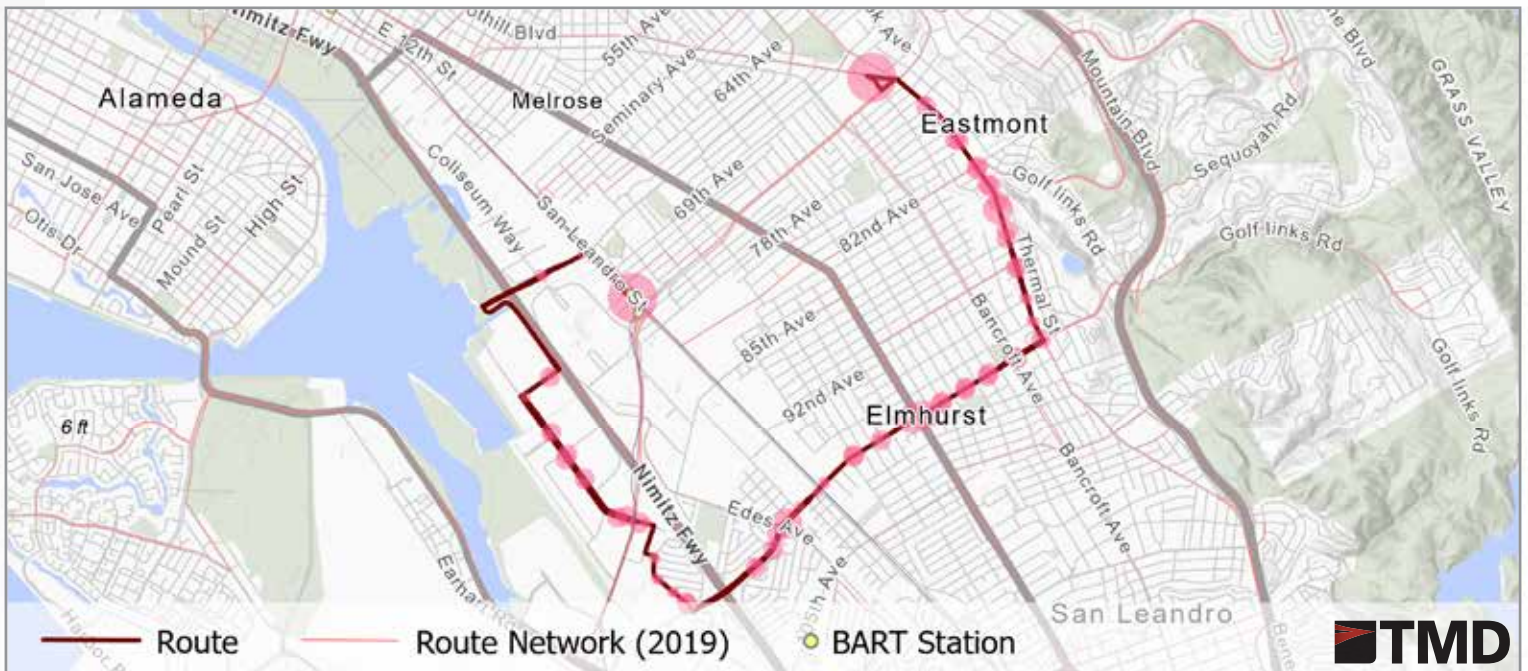 Nimitz Fwy
E 12th St
Blvd
55th Ave
Seminary Ave
64th Ave
Mountain Blvd
GRASS VALLEY
Alameda
Melrose
Eastmont
Sequoyah Rd
San Jose Ave
Pearl St
Coliseum Way
69th Ave
Golf links Rd
Otis Dr
Mound St
High St
San Leandro St
78th Ave
82nd Ave
Golf links Rd
Thermal St
85th Ave
Bancroft Ave
Golf links Rd
92nd Ave
Elmhurst
6 ft
Nimitz Fwy
Edes Ave
Bancroft Ave
San Leandro
Route
Route Network (2019)
BART Station
TMD